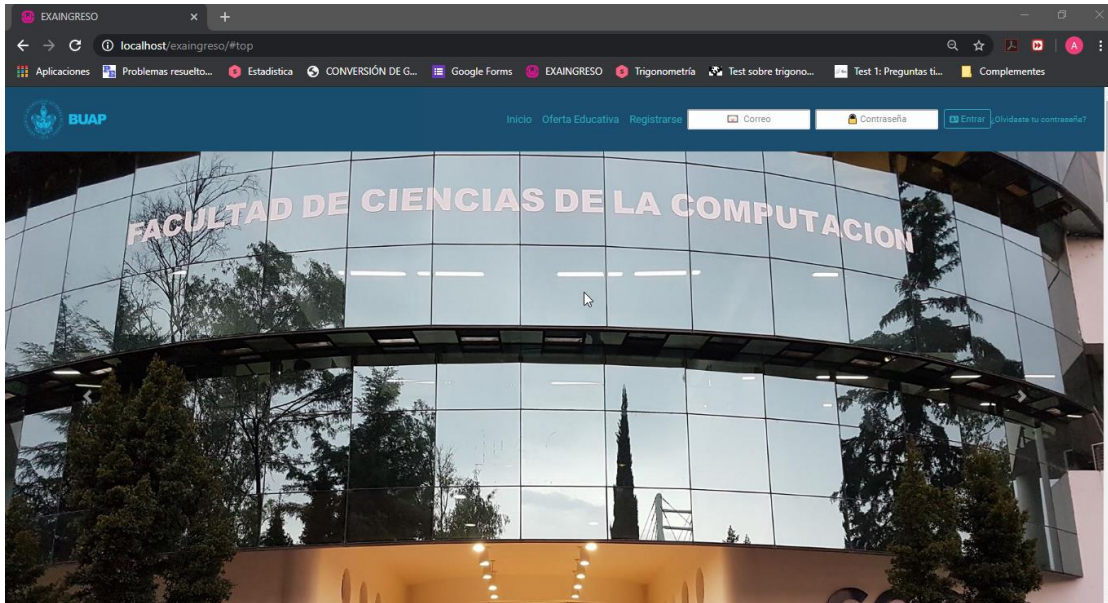 EXAINGRESO
localhost/exaingreso/#top
A
Aplicaciones Problemas resuelto... Estadistica CONVERSIÓN DE G... Google Forms EXAINGRESO Trigonometría Test sobre trigono... Test 1: Preguntas ti... Complementes
BUAP Inicio Oferta Educativa Registrarse Correo Contraseña Entrar ¿Olvidaste tu contraseña?
FACULTAD DE CIENCIAS DE LA COMPUTACION